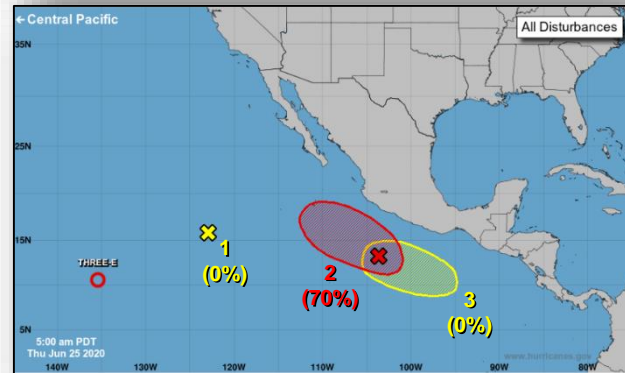 ← Central Pacific
All Disturbances
35N
25N
15N
5N
1
(0%)
THREE-E
2
(70%)
3
(0%)
5:00 am PDT
Thu Jun 25 2020
www.hurricanes.gov
140W 130W 120W 110W 100W 90W 80W